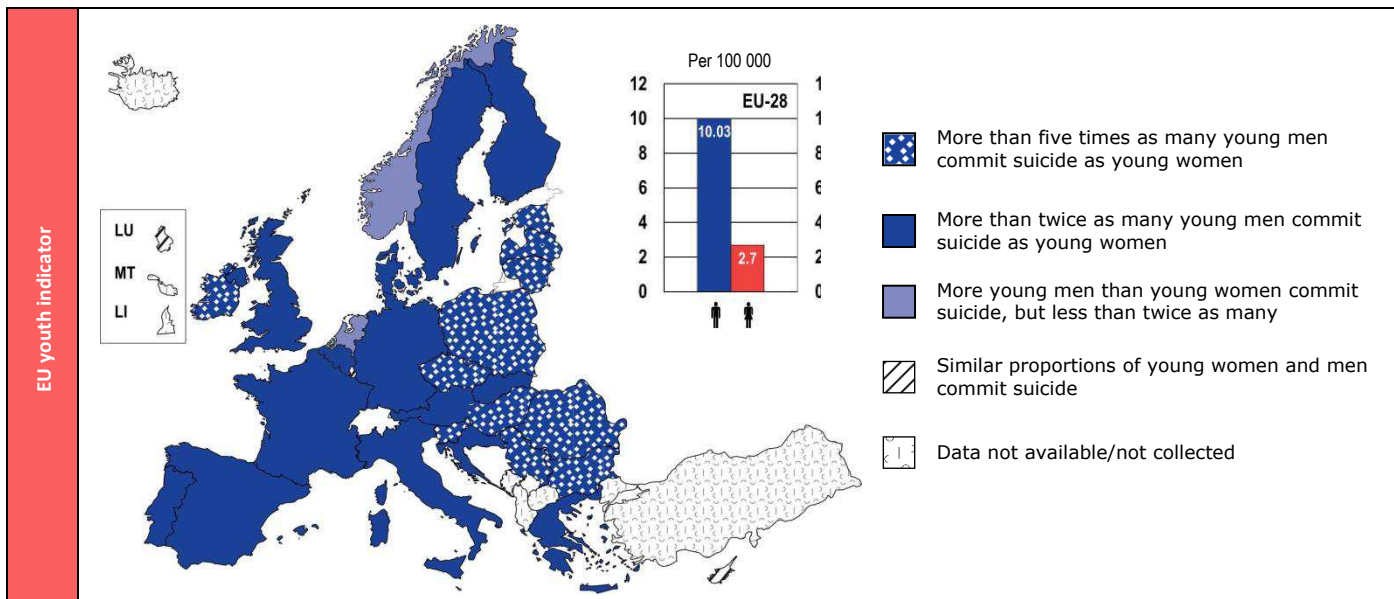 EU youth indicator
LU
MT
LI
Per 100 000
EU-28
12
10
8
6
4
2
0
10.03
2.7
More than five times as many young men
commit suicide as young women
More than twice as many young men commit
suicide as young women
More young men than young women commit
suicide, but less than twice as many
Similar proportions of young women and men
commit suicide
Data not available/not collected